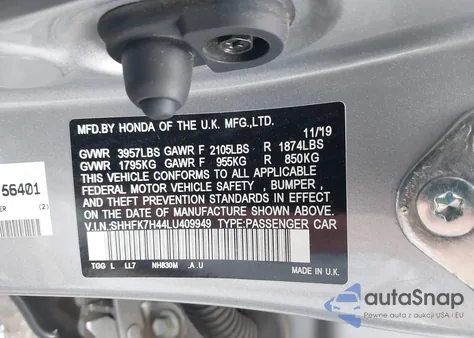 MFD.BY HONDA OF THE U.K. MFG.,LTD.
11/19
GVWR 3957LBS GAWR F 2105LBS R 1874LBS
GVWR 1795KG GAWR F 955KG R 850KG
THIS VEHICLE CONFORMS TO ALL APPLICABLE
FEDERAL MOTOR VEHICLE SAFETY , BUMPER ,
AND THEFT PREVENTION STANDARDS IN EFFECT
ON THE DATE OF MANUFACTURE SHOWN ABOVE.
V.I.N.:SHHFK7H44LU409949 TYPE:PASSENGER CAR
TGG L LL7 NH830M .A .U
MADE IN U.K.
56401
ER (2)
autoSnap
Twoje auto z aukcji USA i EU